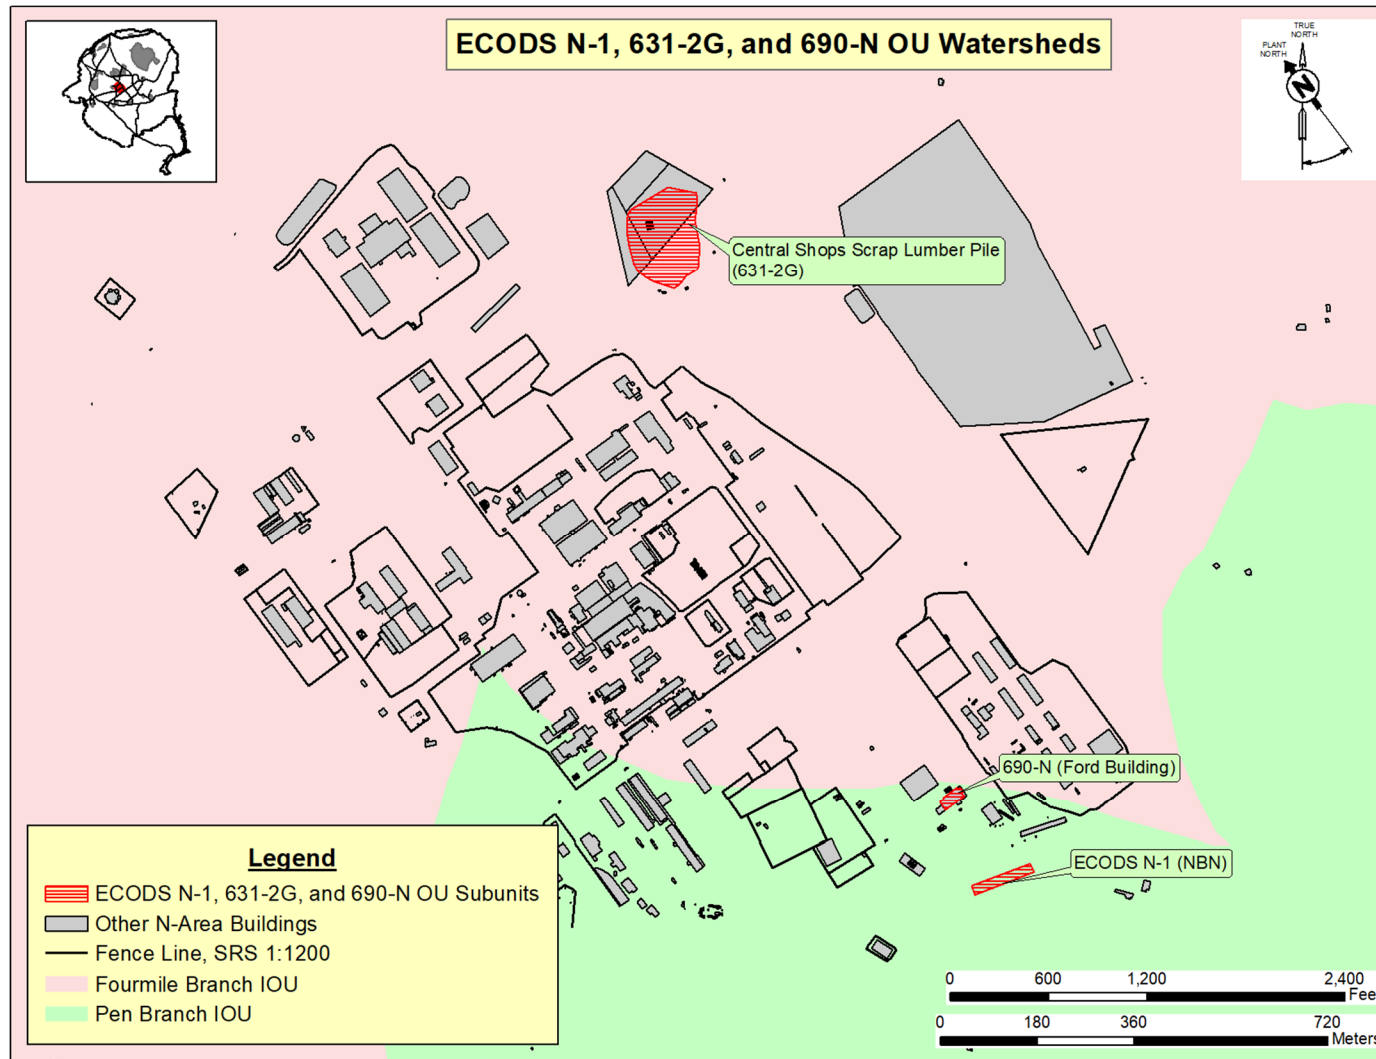 ECODS N-1, 631-2G, and 690-N OU Watersheds
TRUE
NORTH
PLANT
NORTH
N
Central Shops Scrap Lumber Pile
(631-2G)
690-N (Ford Building)
ECODS N-1 (NBN)
Legend
ECODS N-1, 631-2G, and 690-N OU Subunits
Other N-Area Buildings
Fence Line, SRS 1:1200
Fourmile Branch IOU
Pen Branch IOU
0 600 1,200 2,400
Fee
0 180 360 720
Meters